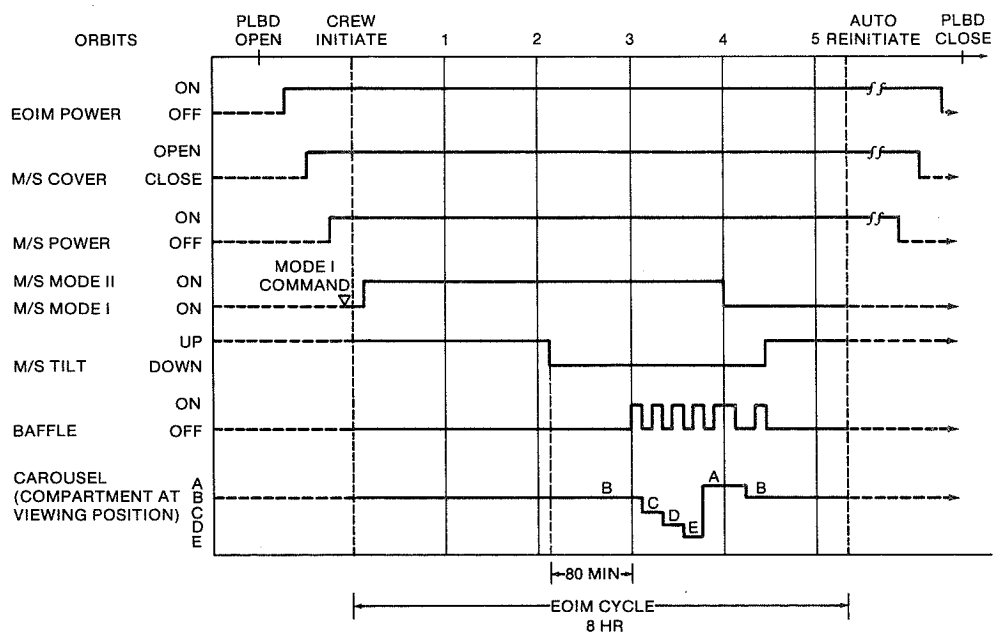 ORBITS
PLBD OPEN
CREW INITIATE
1
2
3
4
5
AUTO REINITIATE
PLBD CLOSE
EOIM POWER
ON
OFF
M/S COVER
OPEN
CLOSE
M/S POWER
ON
OFF
MODE I
COMMAND
M/S MODE II ON
M/S MODE I ON
M/S TILT
UP
DOWN
BAFFLE
ON
OFF
CAROUSEL
(COMPARTMENT AT
VIEWING POSITION)
A
B
C
D
E
B
C
D
E
A
B
80 MIN
EOIM CYCLE
8 HR